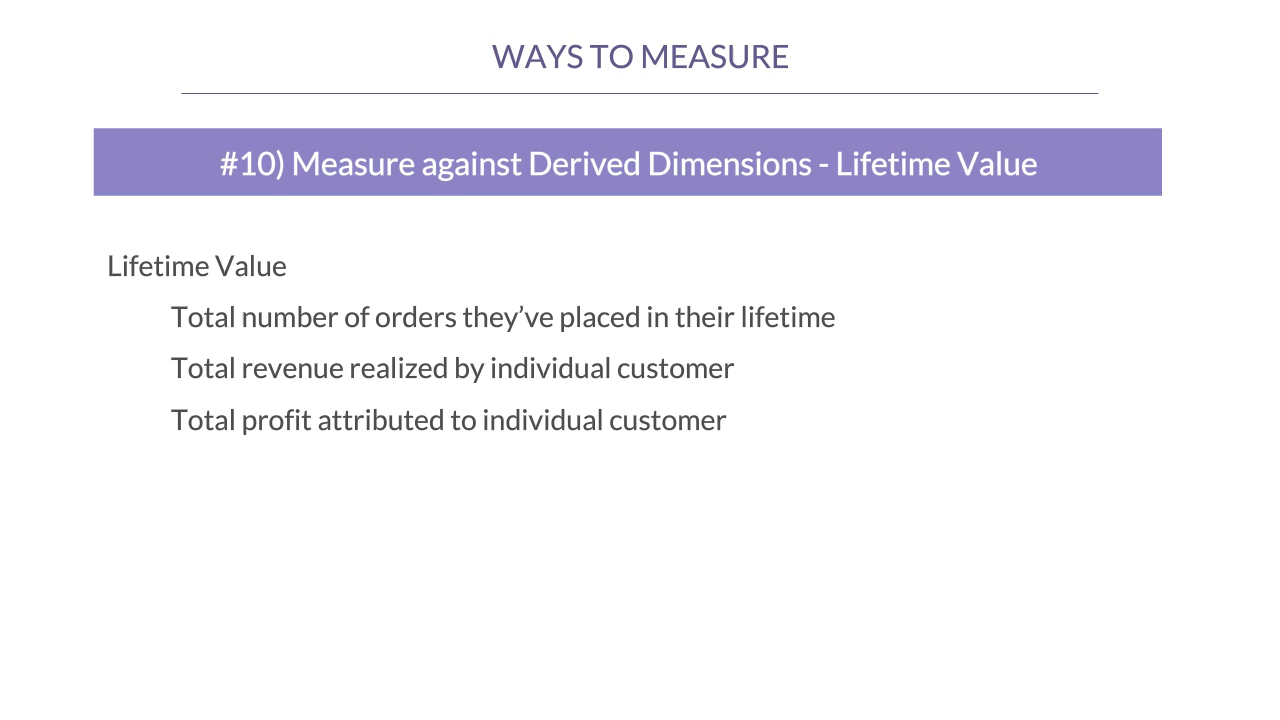 WAYS TO MEASURE
#10) Measure against Derived Dimensions - Lifetime Value
Lifetime Value
Total number of orders they’ve placed in their lifetime
Total revenue realized by individual customer
Total profit attributed to individual customer